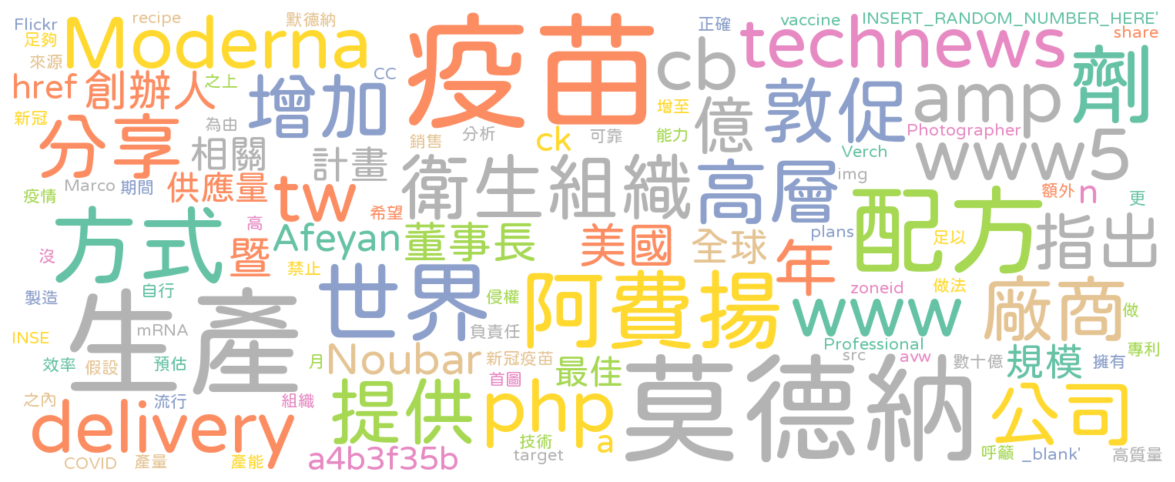 Flickr
recipe
默德納
Moderna
疫苗
正確
vaccine
INSERT_RANDOM_NUMBER_HERE'
share
足夠
來源
之上
CC
technews
cb
劑
href
創辦人
增加
增至
億
敦促
amp
新冠
分享
為由
銷售
分析
ck
可靠
能力
Photographer
www5
相關
計畫
Verch
img
疫情
Marco
期間
供應量
tw
希望
衛生組織
高層
額外
n
更
plans
配方
足以
指出
方式
高
暨
Afeyan
董事長
美國
全球
年
沒
禁止
自行
世界
侵權
阿費揚
zoneid
做法
www
廠商
製造
生產
mRNA
負責任
做
INSE
Professional
效率
假設
預估
月
Noubar
新冠疫苗
最佳
src
avw
數十億
規模
擁有
專利
首圖
莫德納
之內
流行
組織
提供
php
a
公司
delivery
技術
target
COVID
產量
產能
a4b3f35b
呼籲
_blank'
高質量